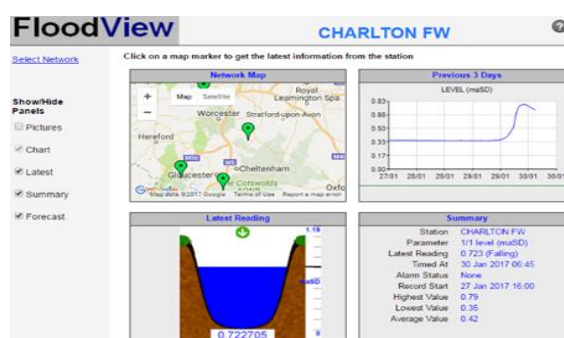 FloodView
CHARLTON FW
?
Select Network
Click on a map marker to get the latest information from the station
Show/Hide
Panels
Pictures
Chart
Latest
Summary
Forecast
Network Map
+
−
Map Satellite
Royal
Leamington Spa
Worcester
Stratford-upon-Avon
Hereford
M50
M5
Gloucester
Cheltenham
The Cotswolds
Map data ©2017 Google Terms of Use Report a map error
Previous 3 Days
LEVEL (maSD)
0.83
0.66
0.50
0.33
0.17
0.00
27/01 28/01 28/01 29/01 29/01 30/01 30/01
Latest Reading
1.19
maSD
0
0.722705
Summary
Station CHARLTON FW
Parameter 1/1 level (maSD)
Latest Reading 0.723 (Falling)
Timed At 30 Jan 2017 06:45
Alarm Status None
Record Start 27 Jan 2017 16:00
Highest Value 0.79
Lowest Value 0.35
Average Value 0.42